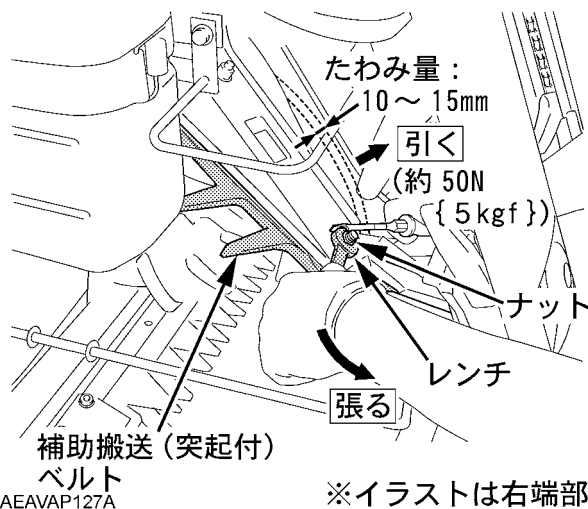 たわみ量：
10～15mm
引く
(約 50N
{5kgf})
ナット
レンチ
張る
補助搬送(突起付)
ベルト
AEAVAP127A
※イラストは右端部